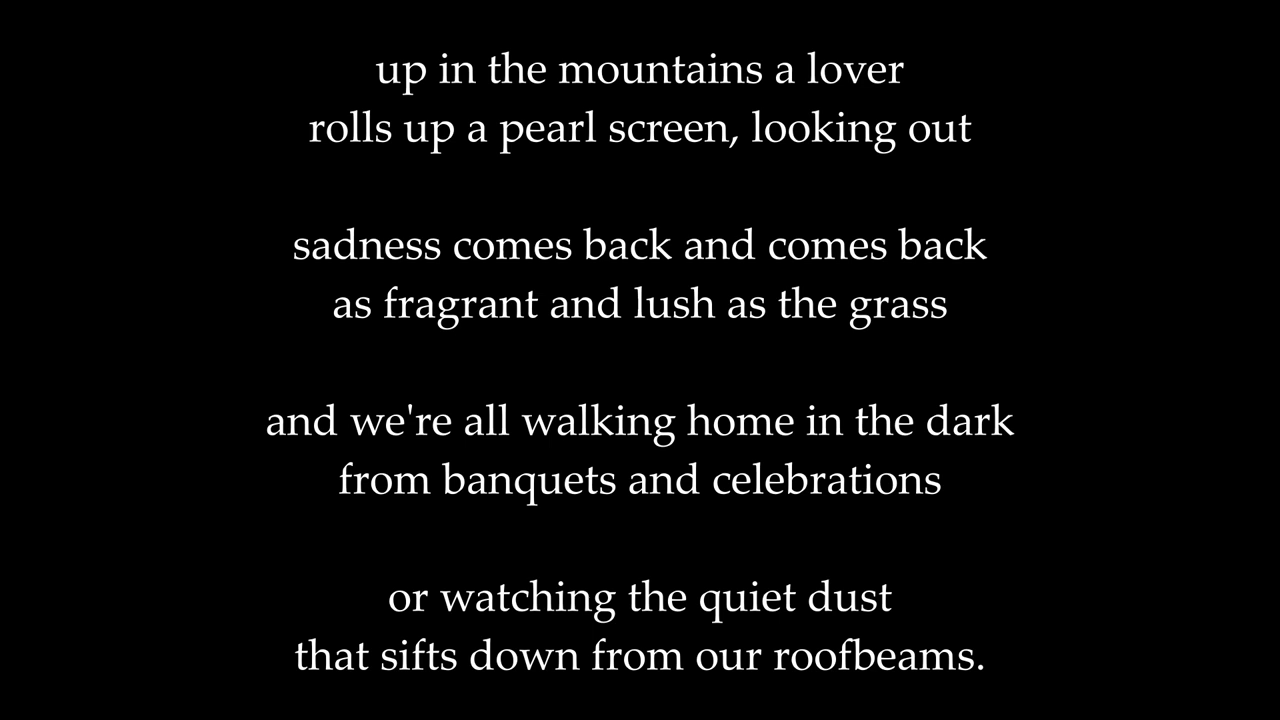 up in the mountains a lover
rolls up a pearl screen, looking out
sadness comes back and comes back
as fragrant and lush as the grass
and we're all walking home in the dark
from banquets and celebrations
or watching the quiet dust
that sifts down from our roofbeams.